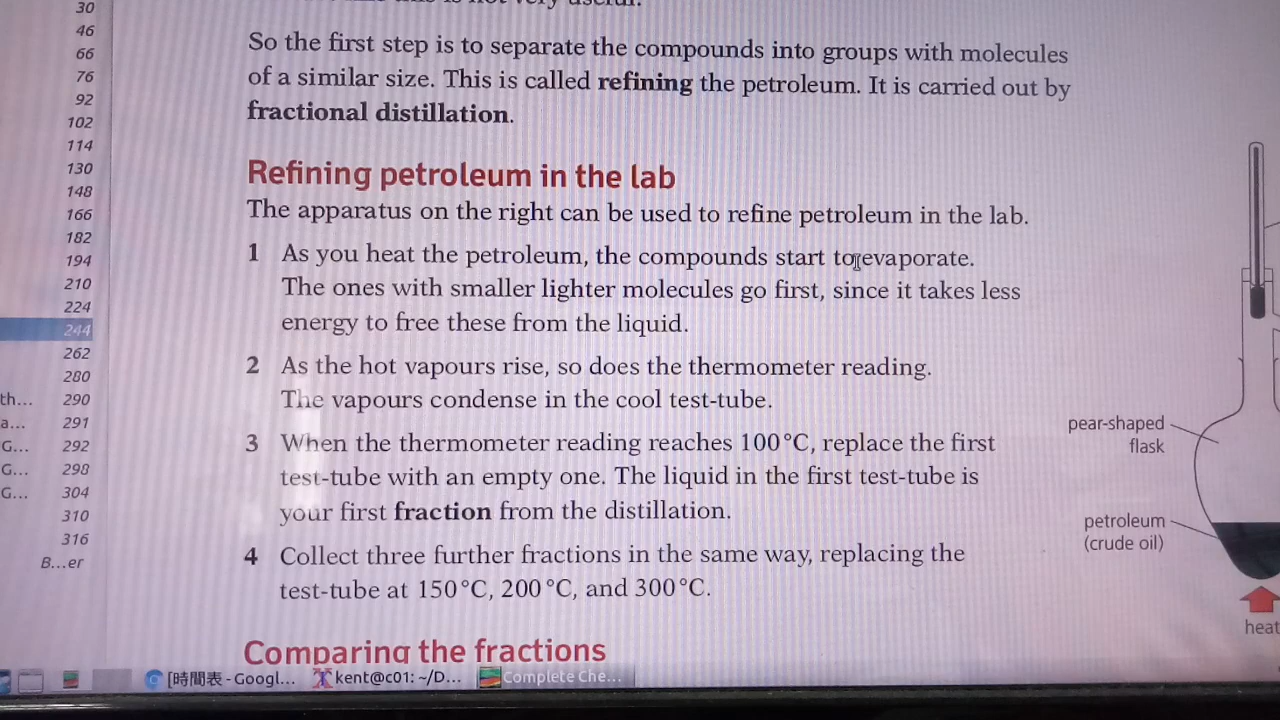 30
46
66
76
92
102
114
130
148
166
182
194
210
224
244
262
280
th... 290
a... 291
G... 292
G... 298
G... 304
310
316
B...er
So the first step is to separate the compounds into groups with molecules
of a similar size. This is called refining the petroleum. It is carried out by
fractional distillation.
Refining petroleum in the lab
The apparatus on the right can be used to refine petroleum in the lab.
1 As you heat the petroleum, the compounds start to evaporate.
The ones with smaller lighter molecules go first, since it takes less
energy to free these from the liquid.
2 As the hot vapours rise, so does the thermometer reading.
The vapours condense in the cool test-tube.
3 When the thermometer reading reaches 100 °C, replace the first
test-tube with an empty one. The liquid in the first test-tube is
your first fraction from the distillation.
4 Collect three further fractions in the same way, replacing the
test-tube at 150 °C, 200 °C, and 300 °C.
Comparing the fractions
pear-shaped
flask
petroleum
(crude oil)
heat
[時間表 - Googl...
kent@c01: ~/D...
Complete Che...